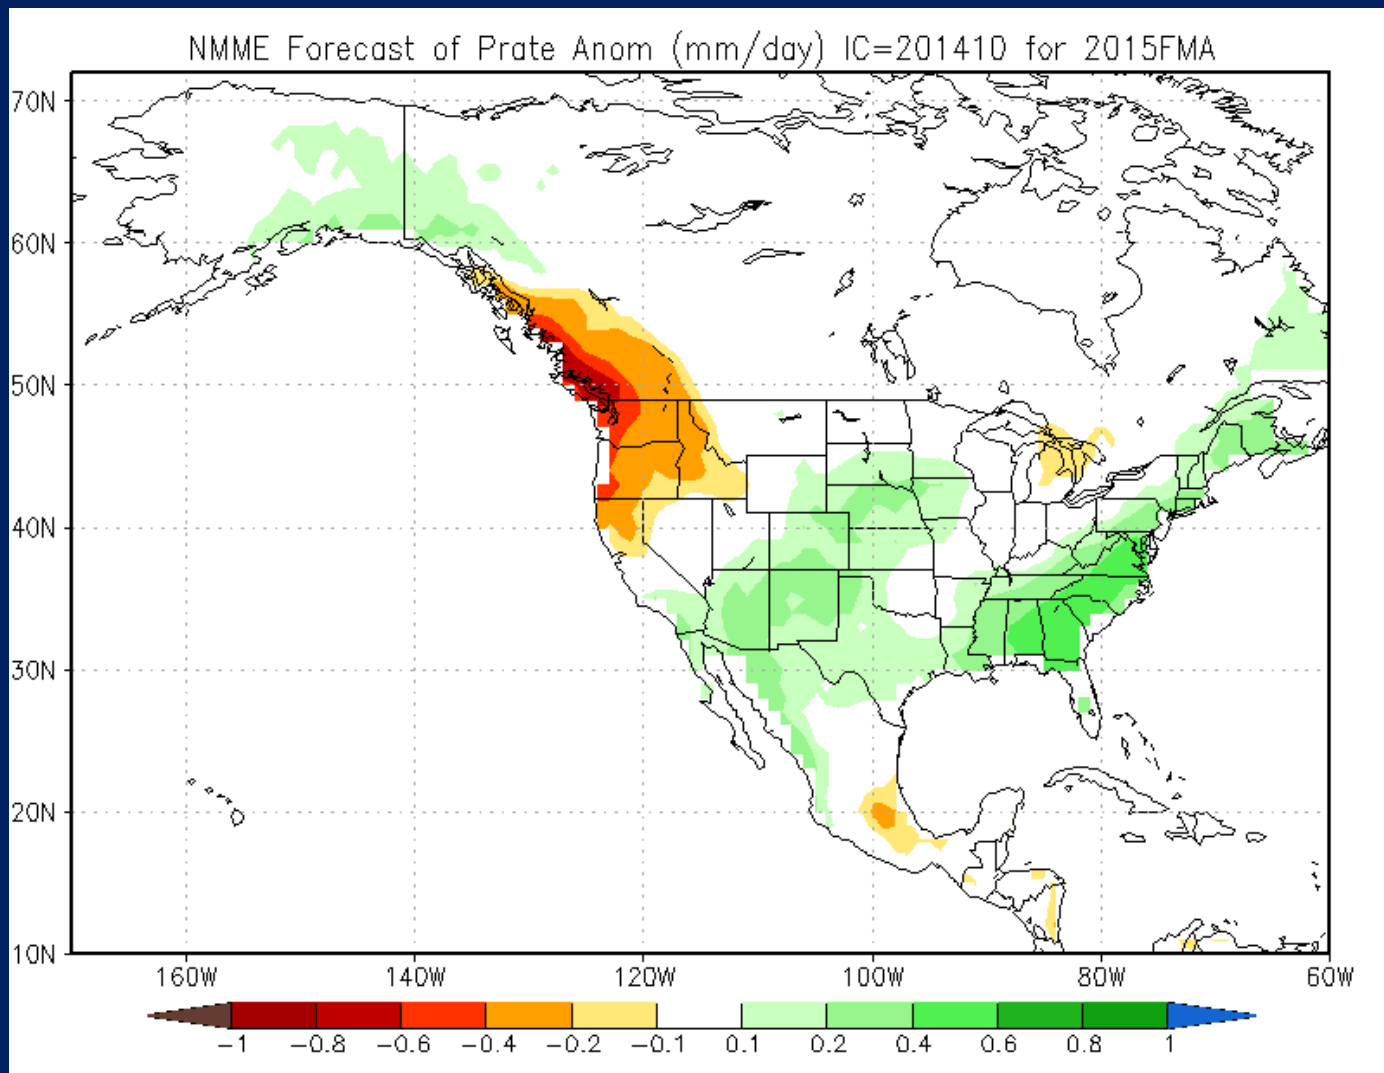 NMME Forecast of Prate Anom (mm/day) IC=201410 for 2015FMA
70N
60N
50N
40N
30N
20N
10N
160W 140W 120W 100W 80W 60W
-1 -0.8 -0.6 -0.4 -0.2 -0.1 0.1 0.2 0.4 0.6 0.8 1